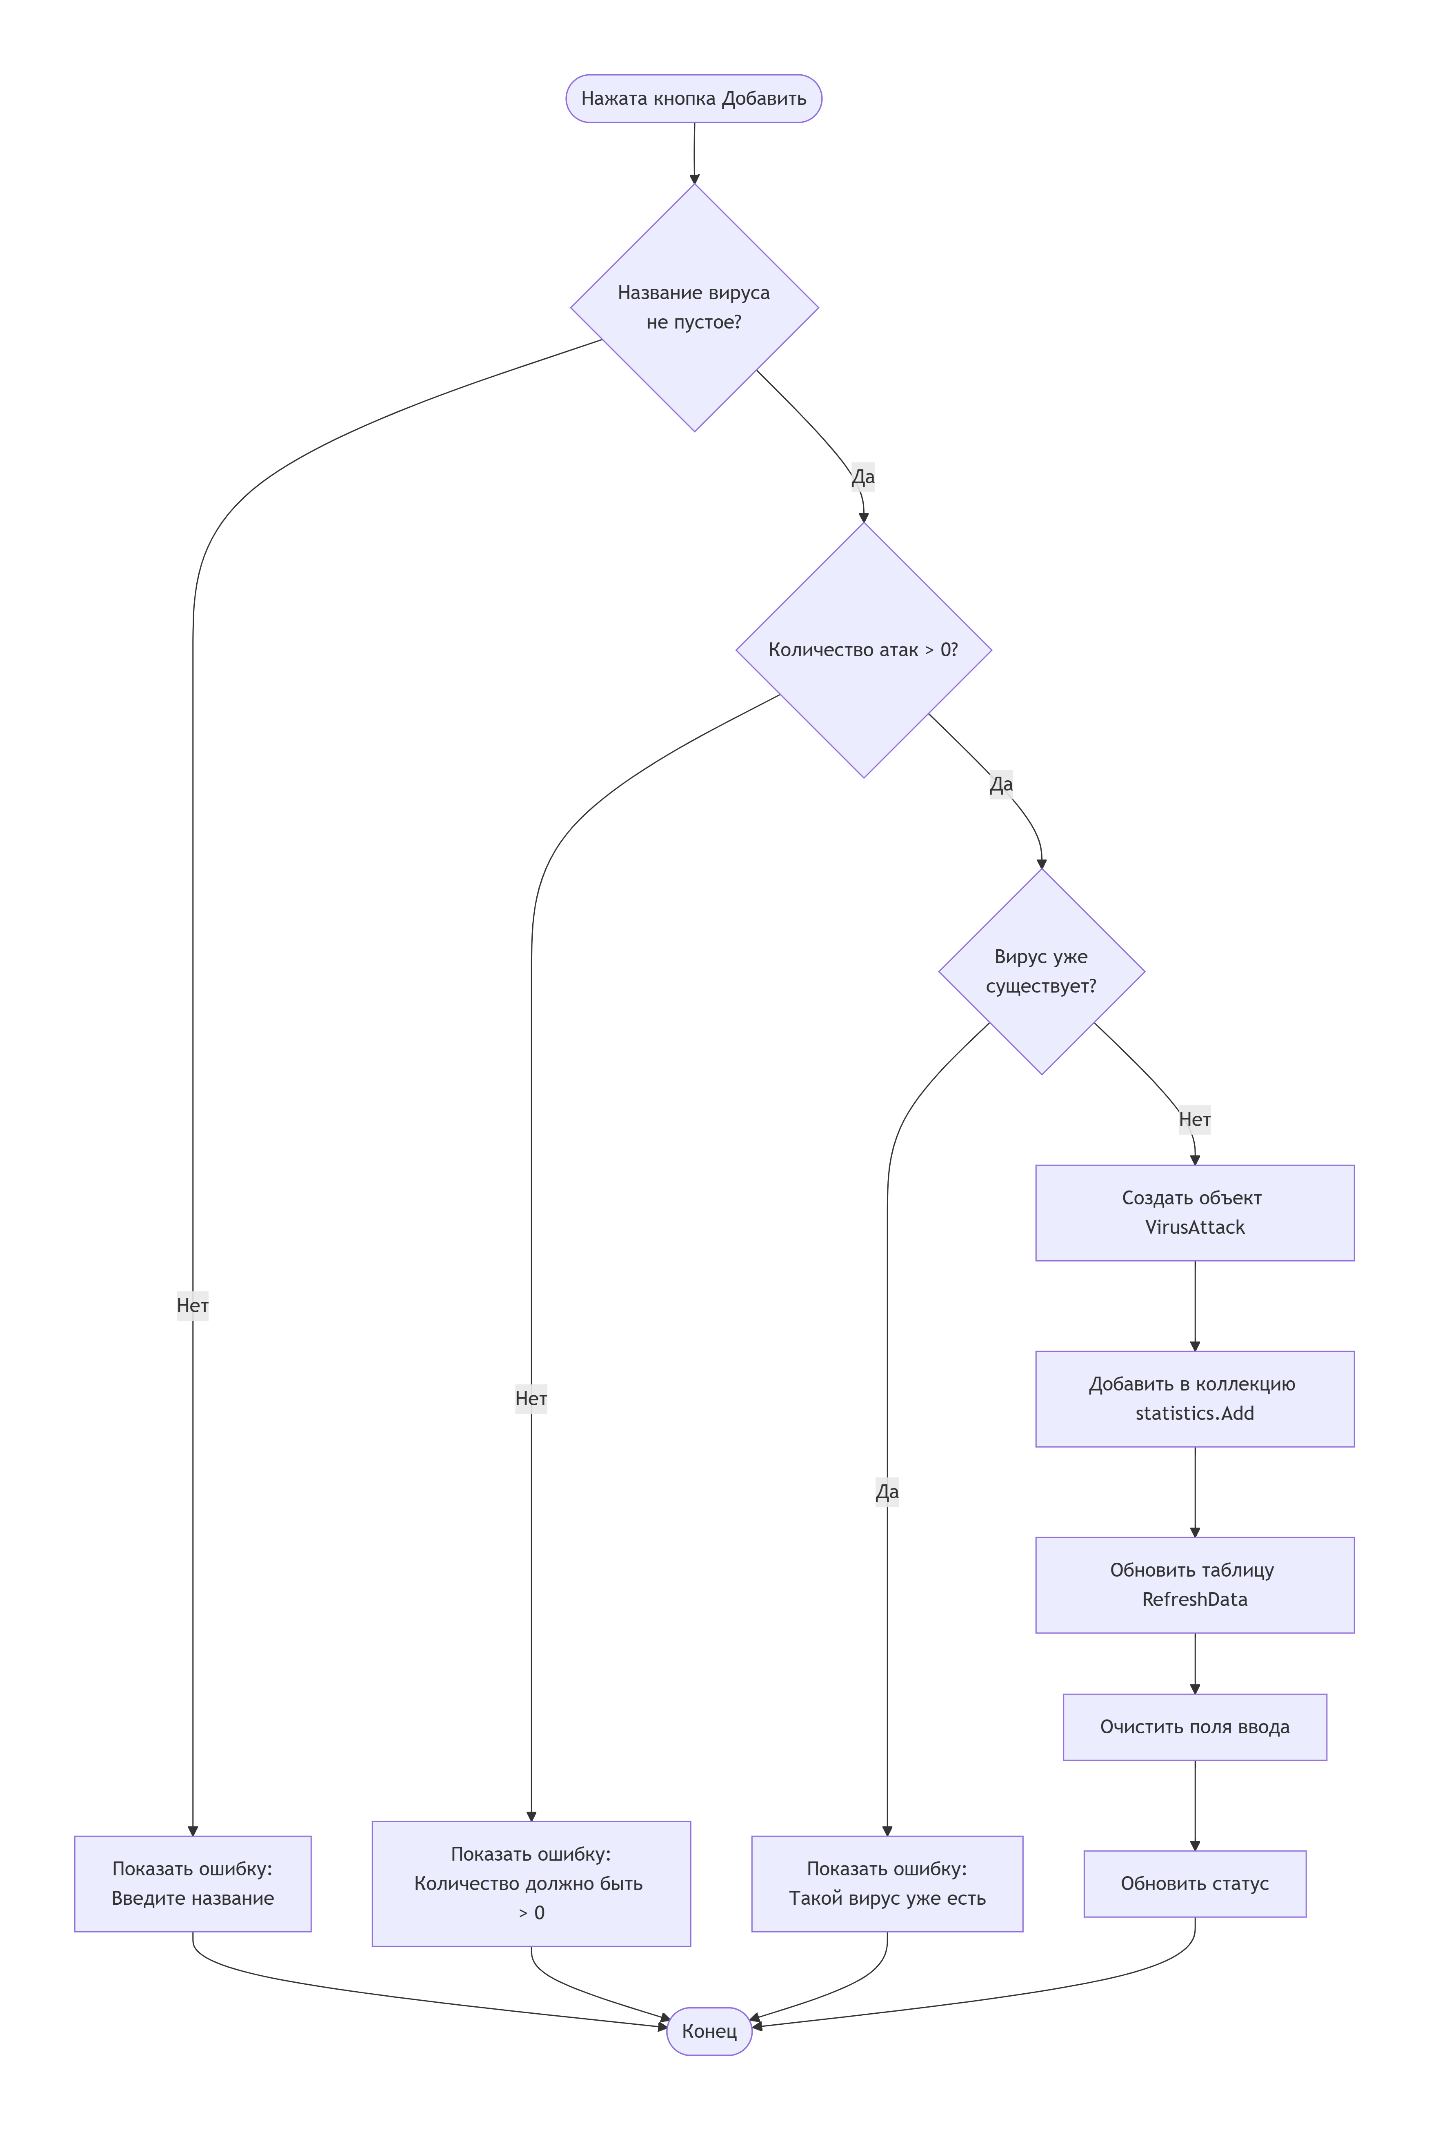 Нажата кнопка Добавить
Название вируса
не пустое?
Да
Количество атак > 0?
Да
Вирус уже
существует?
Нет
Создать объект
VirusAttack
Нет
Добавить в коллекцию
statistics.Add
Нет
Да
Обновить таблицу
RefreshData
Очистить поля ввода
Показать ошибку:
Введите название
Показать ошибку:
Количество должно быть
> 0
Показать ошибку:
Такой вирус уже есть
Обновить статус
Конец